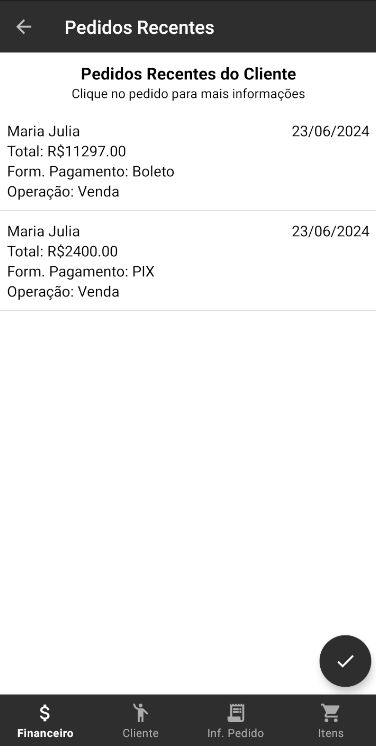 Pedidos Recentes
Pedidos Recentes do Cliente
Clique no pedido para mais informações
Maria Julia 23/06/2024
Total: R$11297.00
Form. Pagamento: Boleto
Operação: Venda
Maria Julia 23/06/2024
Total: R$2400.00
Form. Pagamento: PIX
Operação: Venda
Financeiro Cliente Inf. Pedido Itens